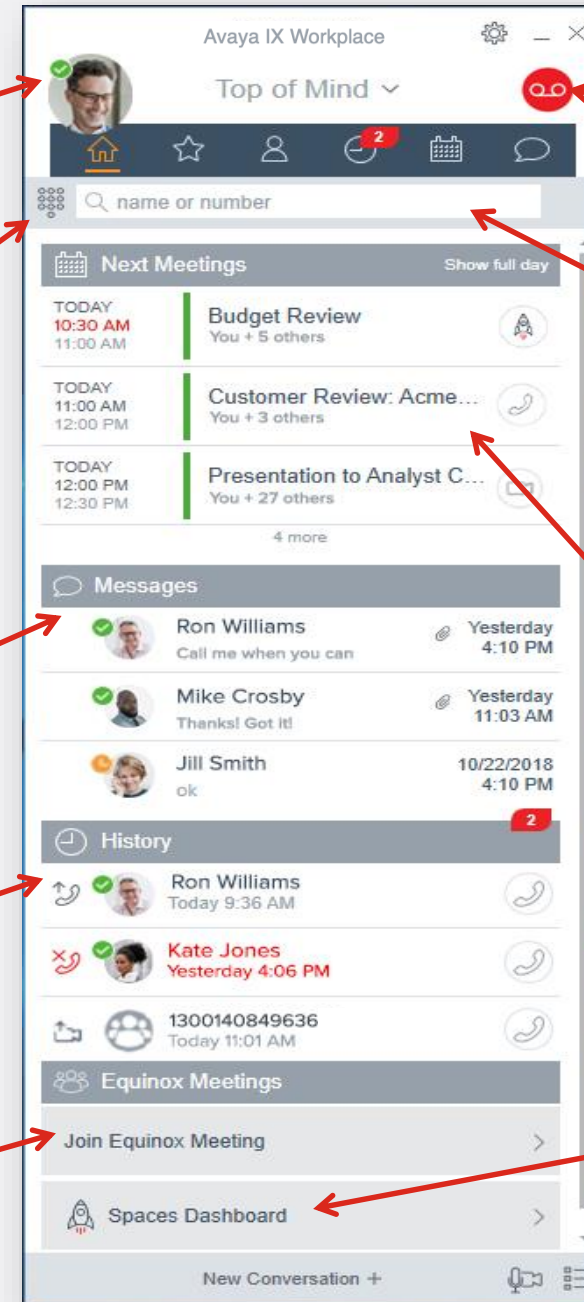 Avaya IX Workplace
Top of Mind
2
name or number
Next Meetings Show full day
TODAY
10:30 AM
11:00 AM
Budget Review
You + 5 others
TODAY
11:00 AM
12:00 PM
Customer Review: Acme...
You + 3 others
TODAY
12:00 PM
12:30 PM
Presentation to Analyst C...
You + 27 others
4 more
Messages
Ron Williams
Call me when you can
Yesterday
4:10 PM
Mike Crosby
Thanks! Got it!
Yesterday
11:03 AM
Jill Smith
ok
10/22/2018
4:10 PM
2
History
Ron Williams
Today 9:36 AM
Kate Jones
Yesterday 4:06 PM
1300140849636
Today 11:01 AM
Equinox Meetings
Join Equinox Meeting
Spaces Dashboard
New Conversation +